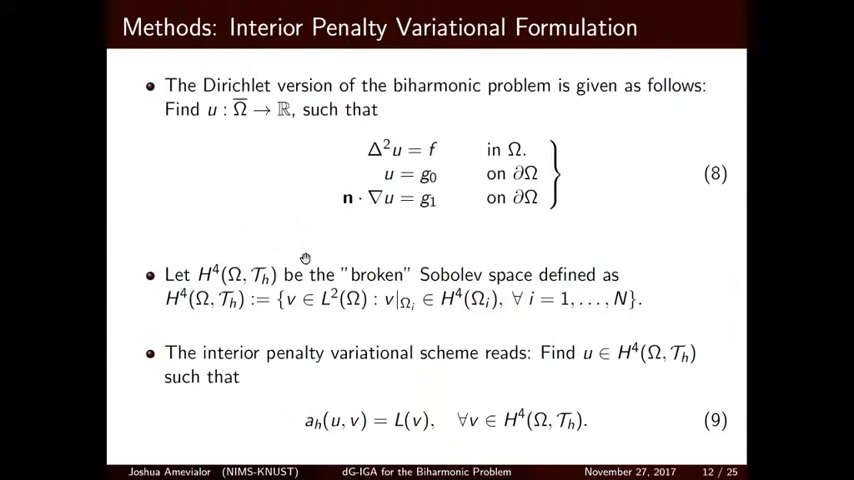 Methods: Interior Penalty Variational Formulation
The Dirichlet version of the biharmonic problem is given as follows:
Find u : Ω̅ → ℝ, such that
Δ²u = f in Ω.
u = g₀ on ∂Ω
n · ∇u = g₁ on ∂Ω
(8)
Let H⁴(Ω, 𝒯ₕ) be the ”broken” Sobolev space defined as
H⁴(Ω, 𝒯ₕ) := {v ∈ L²(Ω) : v|Ωᵢ ∈ H⁴(Ωᵢ), ∀ i = 1, . . . , N}.
The interior penalty variational scheme reads: Find u ∈ H⁴(Ω, 𝒯ₕ)
such that
aₕ(u, v) = L(v), ∀v ∈ H⁴(Ω, 𝒯ₕ). (9)
Joshua Amevialor (NIMS-KNUST) dG-IGA for the Biharmonic Problem November 27, 2017 12 / 25